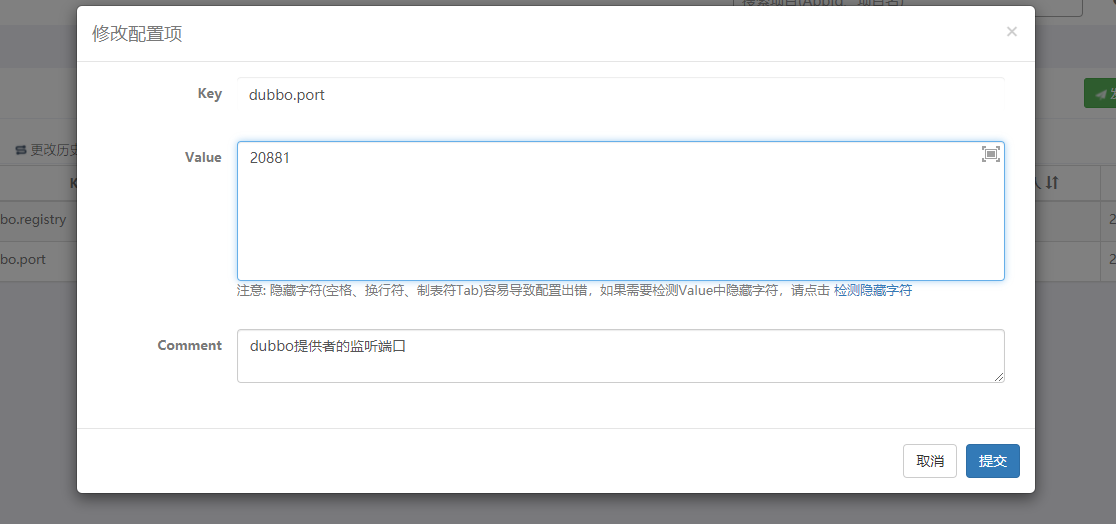 修改配置项
×
Key
dubbo.port
更改历史
Value
20881
bo.registry
bo.port
注意: 隐藏字符(空格、换行符、制表符Tab)容易导致配置出错，如果需要检测Value中隐藏字符，请点击 检测隐藏字符
Comment
dubbo提供者的监听端口
取消
提交